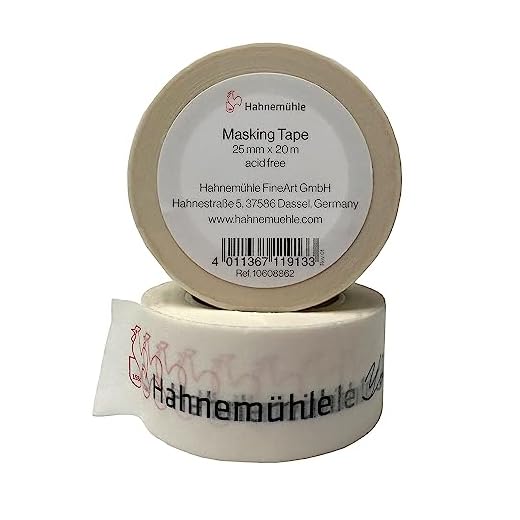 Hahnemühle
Masking Tape
25 mm x 20 m
acid free
Hahnemühle FineArt GmbH
Hahnestraße 5, 37586 Dassel, Germany
www.hahnemuehle.com
4 011367 119133
Ref. 10608862
Hahnemühle